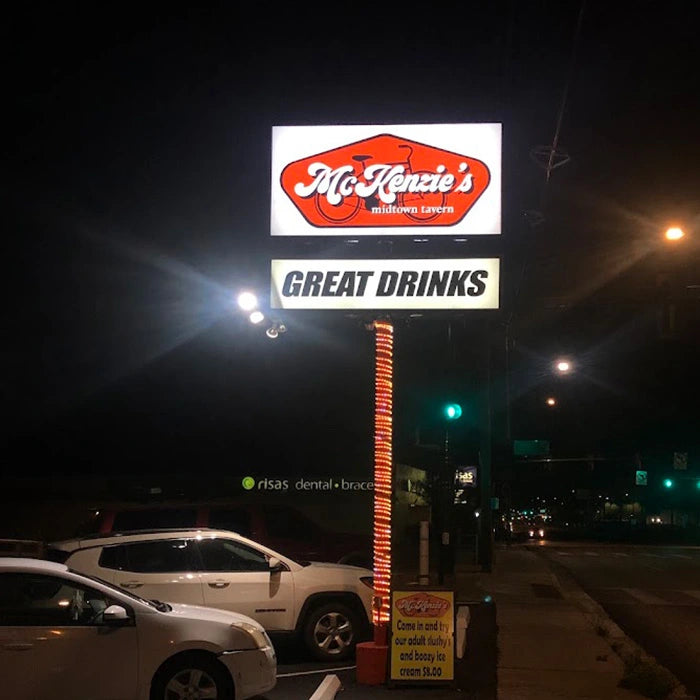 McKenzie's
midtown tavern
GREAT DRINKS
risas dental • braces
sas
McKenzie's
Come in and try
our adult slushy's
and boozy ice
cream $8.00